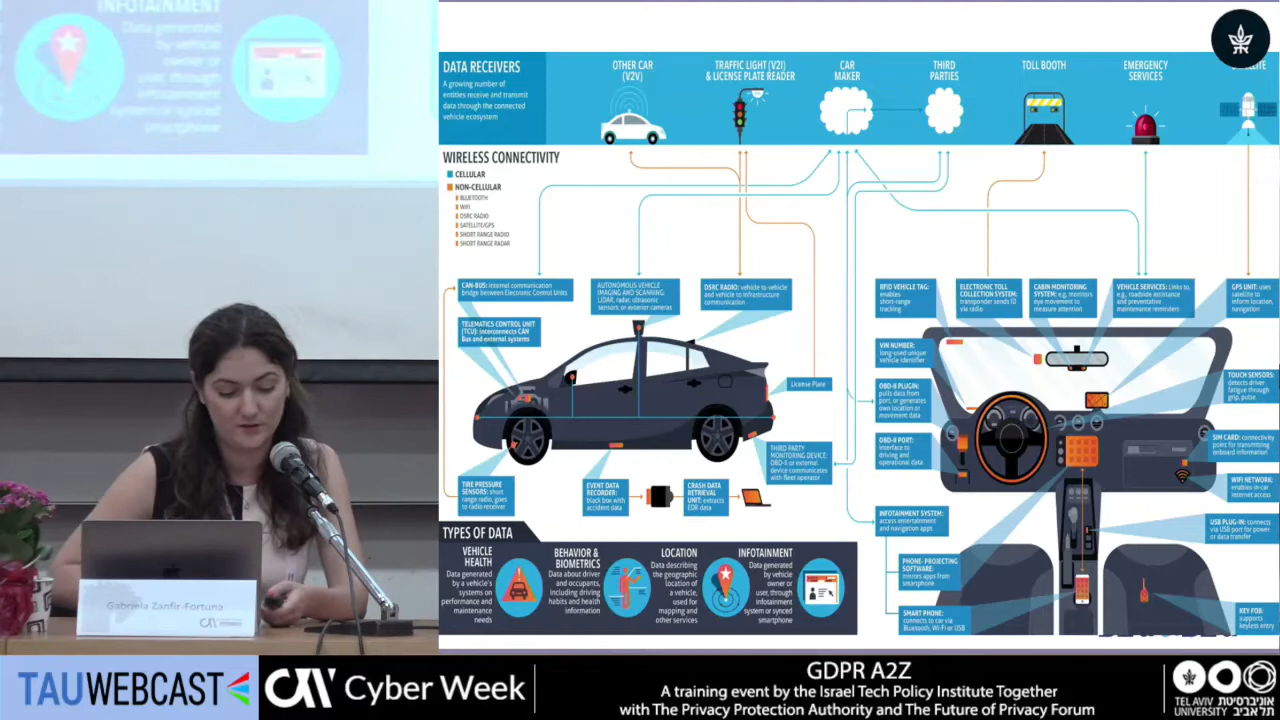 INFOTAINMENT
Data generated
by vehicle
DATA RECEIVERS
A growing number of
entities receive and transmit
data through the connected
vehicle ecosystem
OTHER CAR
(V2V)
TRAFFIC LIGHT (V2I)
& LICENSE PLATE READER
CAR
MAKER
THIRD
PARTIES
TOLL BOOTH
EMERGENCY
SERVICES
WIRELESS CONNECTIVITY
CELLULAR
NON-CELLULAR
BLUETOOTH
WIFI
DSRC RADIO
SATELLITE/GPS
SHORT RANGE RADIO
SHORT RANGE RADAR
CAN-BUS: internal communication
bridge between Electronic Control Units
AUTONOMOUS VEHICLE
IMAGING AND SCANNING:
LIDAR, radar, ultrasonic
sensors, or exterior cameras
DSRC RADIO: vehicle to vehicle
and vehicle to infrastructure
communication
TELEMATICS CONTROL UNIT
(TCU): interconnects CAN
Bus and external systems
License Plate
THIRD PARTY
MONITORING DEVICE:
OBD-II or external
device communicates
with fleet operator
TIRE PRESSURE
SENSORS: short
range radio, goes
to radio receiver
EVENT DATA
RECORDER:
black box with
accident data
CRASH DATA
RETRIEVAL
UNIT: extracts
EDR data
RFID VEHICLE TAG:
enables
short-range
tracking
ELECTRONIC TOLL
COLLECTION SYSTEM:
transponder sends ID
via radio
CABIN MONITORING
SYSTEM: e.g. monitors
eye movement to
measure attention
VEHICLE SERVICES: Links to,
e.g., roadside assistance
and preventative
maintenance reminders
GPS UNIT: uses
satellite to
inform location,
navigation
VIN NUMBER:
long-used unique
vehicle identifier
OBD-II PLUGIN:
pulls data from
port, or generates
own location or
movement data
OBD-II PORT:
interface to
driving and
operational data
TOUCH SENSORS:
detects driver
fatigue through
grip, pulse
SIM CARD: connectivity
point for transmitting
onboard information
WIFI NETWORK:
enables in-car
internet access
USB PLUG-IN: connects
via USB port for power
or data transfer
INFOTAINMENT SYSTEM:
access entertainment
and navigation apps
PHONE-PROJECTING
SOFTWARE:
mirrors apps from
smartphone
SMART PHONE:
connects to car via
Bluetooth, Wi-Fi or USB
KEY FOB:
supports
keyless entry
TYPES OF DATA
VEHICLE
HEALTH
Data generated
by a vehicle's
systems on
performance and
maintenance
needs
BEHAVIOR &
BIOMETRICS
Data about driver
and occupants,
including driving
habits and health
information
LOCATION
Data describing
the geographic
location of
a vehicle,
used for
mapping and
other services
INFOTAINMENT
Data generated
by vehicle
owner or
user, through
infotainment
system or synced
smartphone
Gabriela Zanfir-Fortuna
TAUWEBCAST
Cyber Week
GDPR A2Z
A training event by the Israel Tech Policy Institute Together
with The Privacy Protection Authority and The Future of Privacy Forum
TEL AVIV אוניברסיטת
UNIVERSITY תל אביב